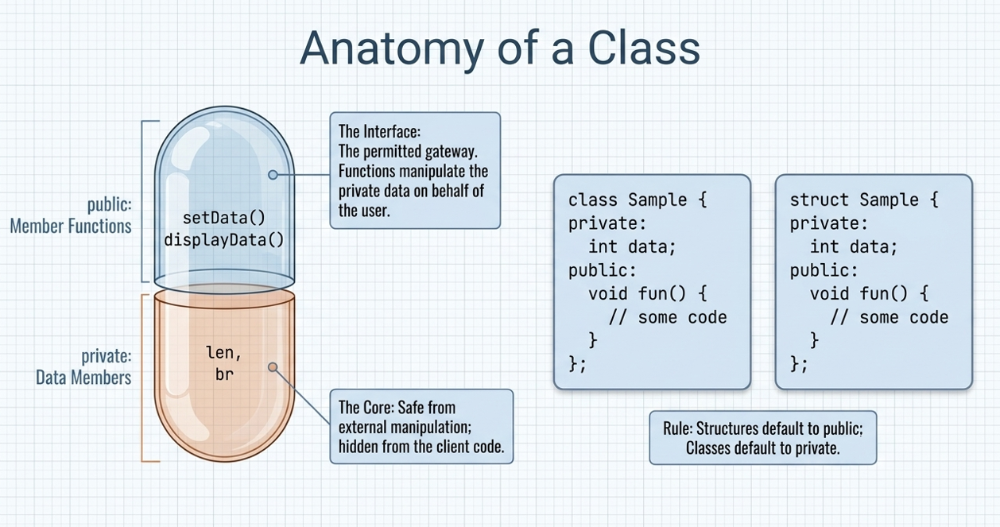 Anatomy of a Class
public:
Member Functions
setData()
displayData()
The Interface:
The permitted gateway.
Functions manipulate the
private data on behalf of
the user.
private:
Data Members
len,
br
The Core: Safe from
external manipulation;
hidden from the client code.
class Sample {
private:
  int data;
public:
  void fun() {
    // some code
  }
};
struct Sample {
private:
  int data;
public:
  void fun() {
    // some code
  }
};
Rule: Structures default to public;
Classes default to private.